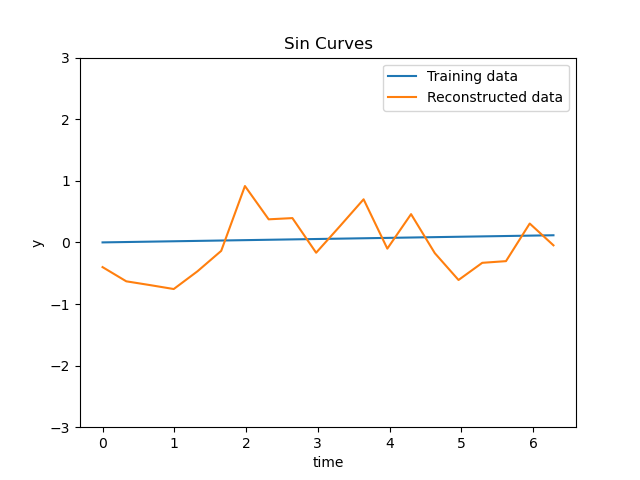 Sin Curves
Training data
Reconstructed data
3
2
1
0
−1
−2
−3
y
0 1 2 3 4 5 6
time